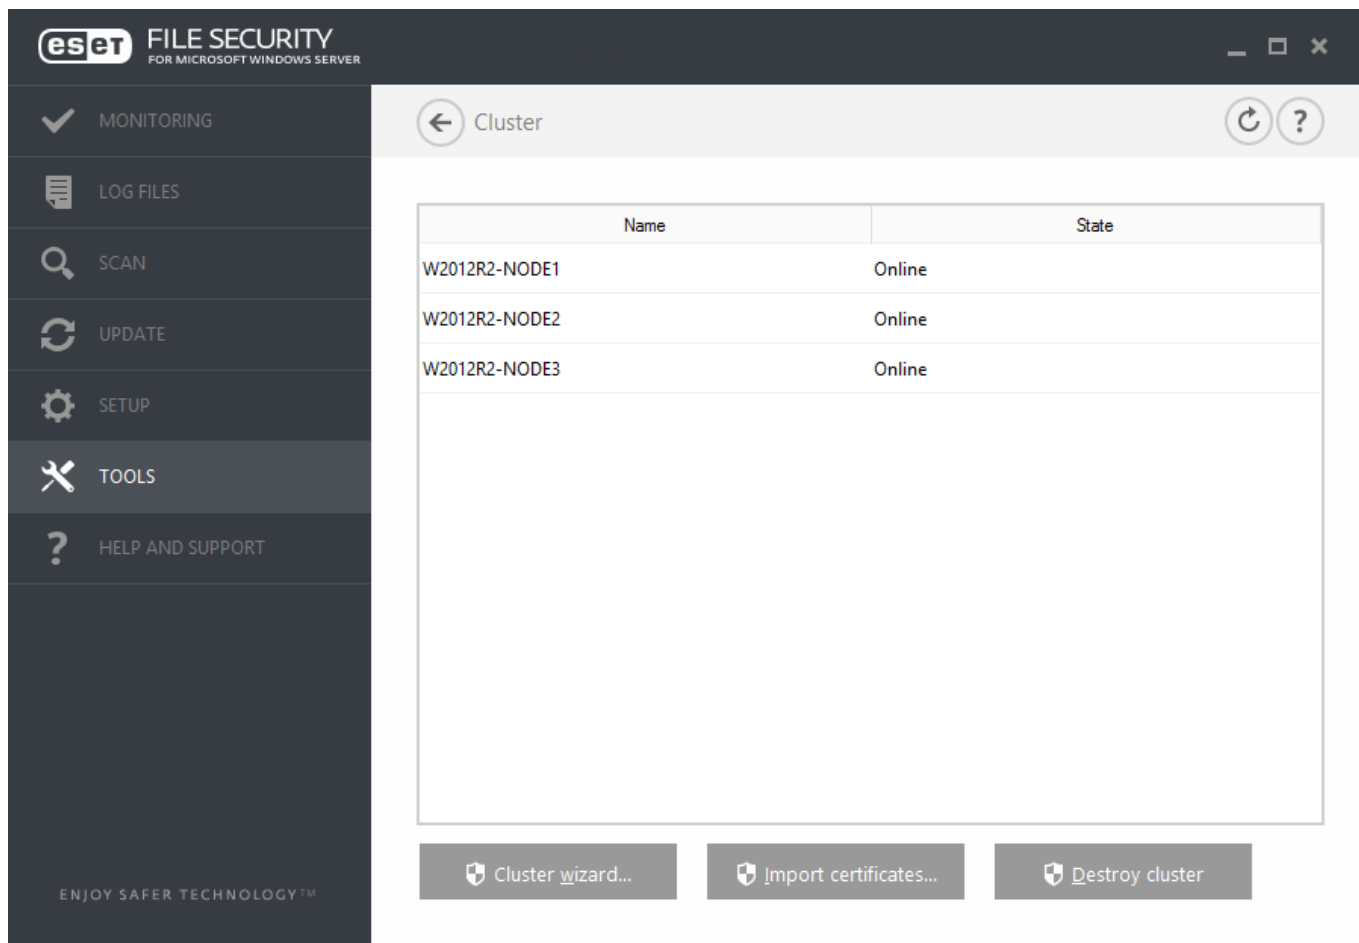 eset FILE SECURITY
FOR MICROSOFT WINDOWS SERVER
MONITORING
LOG FILES
SCAN
UPDATE
SETUP
TOOLS
HELP AND SUPPORT
ENJOY SAFER TECHNOLOGY™
Cluster
?
Name State
W2012R2-NODE1 Online
W2012R2-NODE2 Online
W2012R2-NODE3 Online
Cluster wizard... Import certificates... Destroy cluster